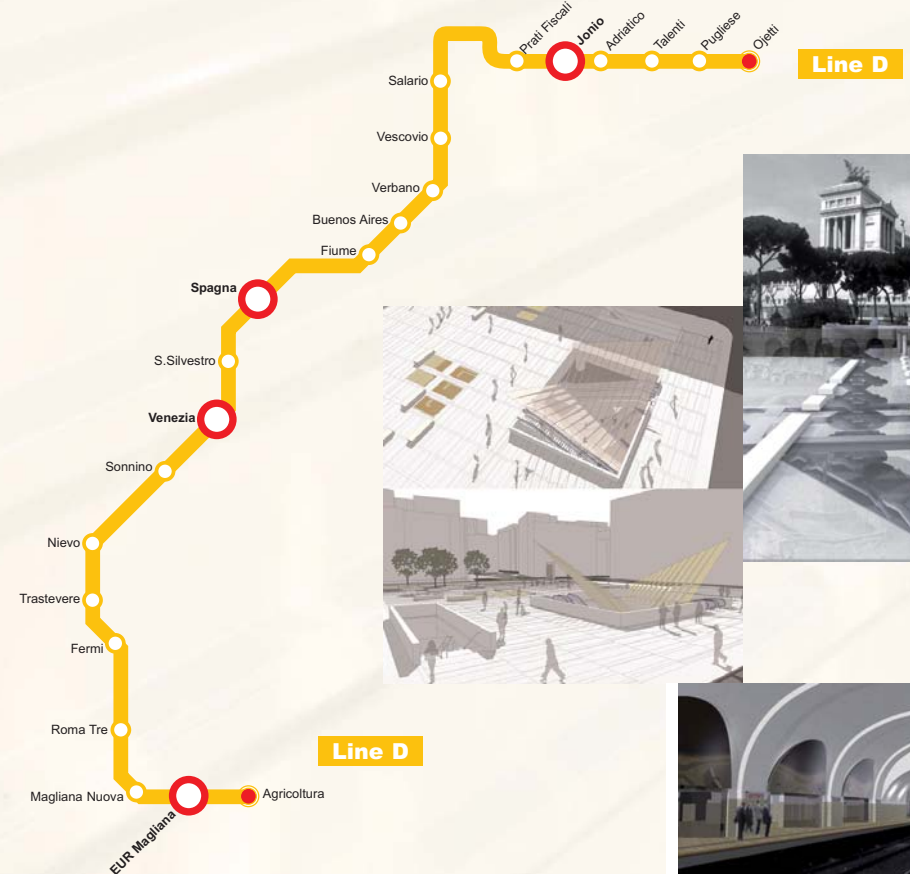 Prati Fiscali
Jonio
Adriatico
Talenti
Pugliese
Ojetti
Line D
Salario
Vescovio
Verbano
Buenos Aires
Fiume
Spagna
S.Silvestro
Venezia
Sonnino
Nievo
Trastevere
Fermi
Roma Tre
Line D
Magliana Nuova
Agricoltura
EUR Magliana